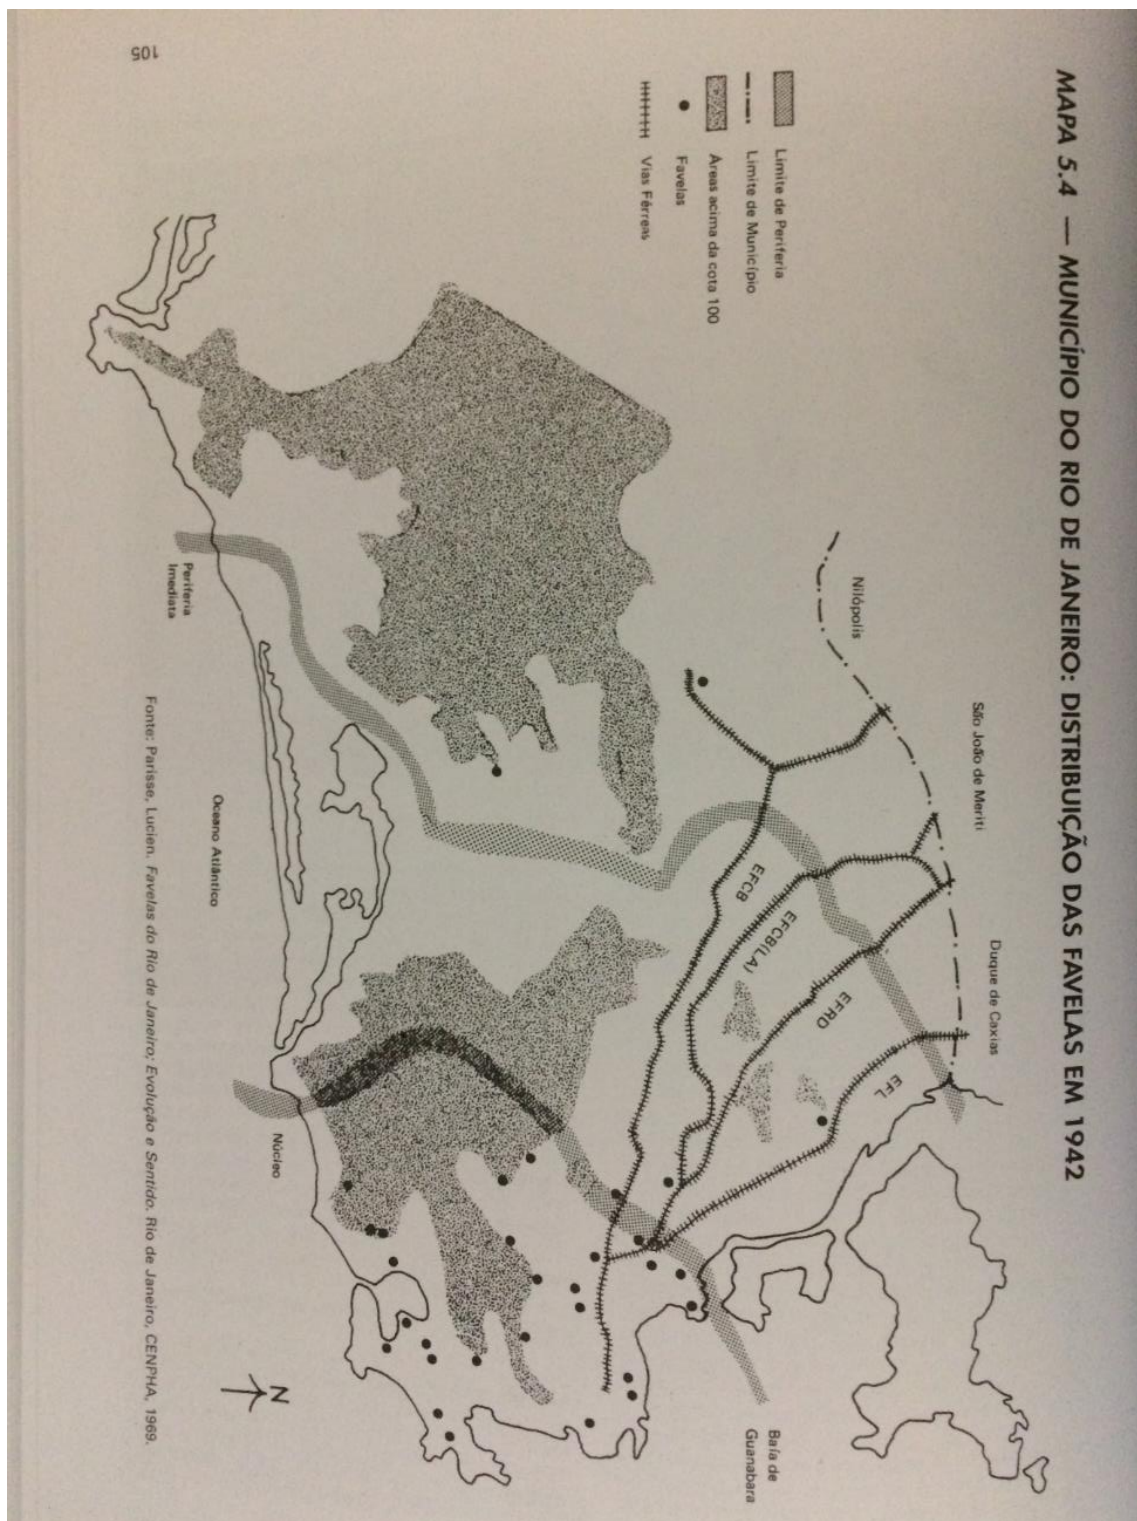 MAPA 5.4 — MUNICÍPIO DO RIO DE JANEIRO: DISTRIBUIÇÃO DAS FAVELAS EM 1942
Limite de Periferia
Limite de Município
Áreas acima da cota 100
Favelas
Vias Férreas
Nilópolis
São João de Meriti
Duque de Caxias
EFCB
EFCB(LA)
EFRD
EFL
Baía de
Guanabara
Periferia
Imediata
Núcleo
Oceano Atlântico
N
Fonte: Parisse, Lucien. Favelas do Rio de Janeiro; Evolução e Sentido. Rio de Janeiro, CENPHA, 1969.
105